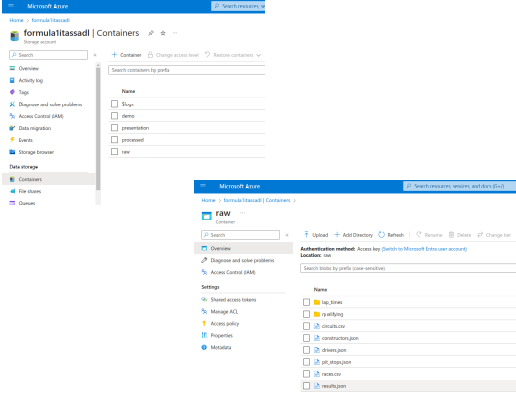 Microsoft Azure
Search resources, se
Home > formula1itassadl
formula1itassadl | Containers
Storage account
Search
Overview
Activity log
Tags
Diagnose and solve problems
Access Control (IAM)
Data migration
Events
Storage browser
Data storage
Containers
File shares
Queues
+ Container
Change access level
Restore containers
Search containers by prefix
Name
$logs
demo
presentation
processed
raw
Microsoft Azure
Search resources, services, and docs (G+/)
Home > formula1itassadl | Containers >
raw
Container
Search
Overview
Diagnose and solve problems
Access Control (IAM)
Settings
Shared access tokens
Manage ACL
Access policy
Properties
Metadata
Upload + Add Directory Refresh Rename Delete Change tier
Authentication method: Access key (Switch to Microsoft Entra user account)
Location: raw
Search blobs by prefix (case-sensitive)
Name
lap_times
qualifying
circuits.csv
constructors.json
drivers.json
pit_stops.json
races.csv
results.json